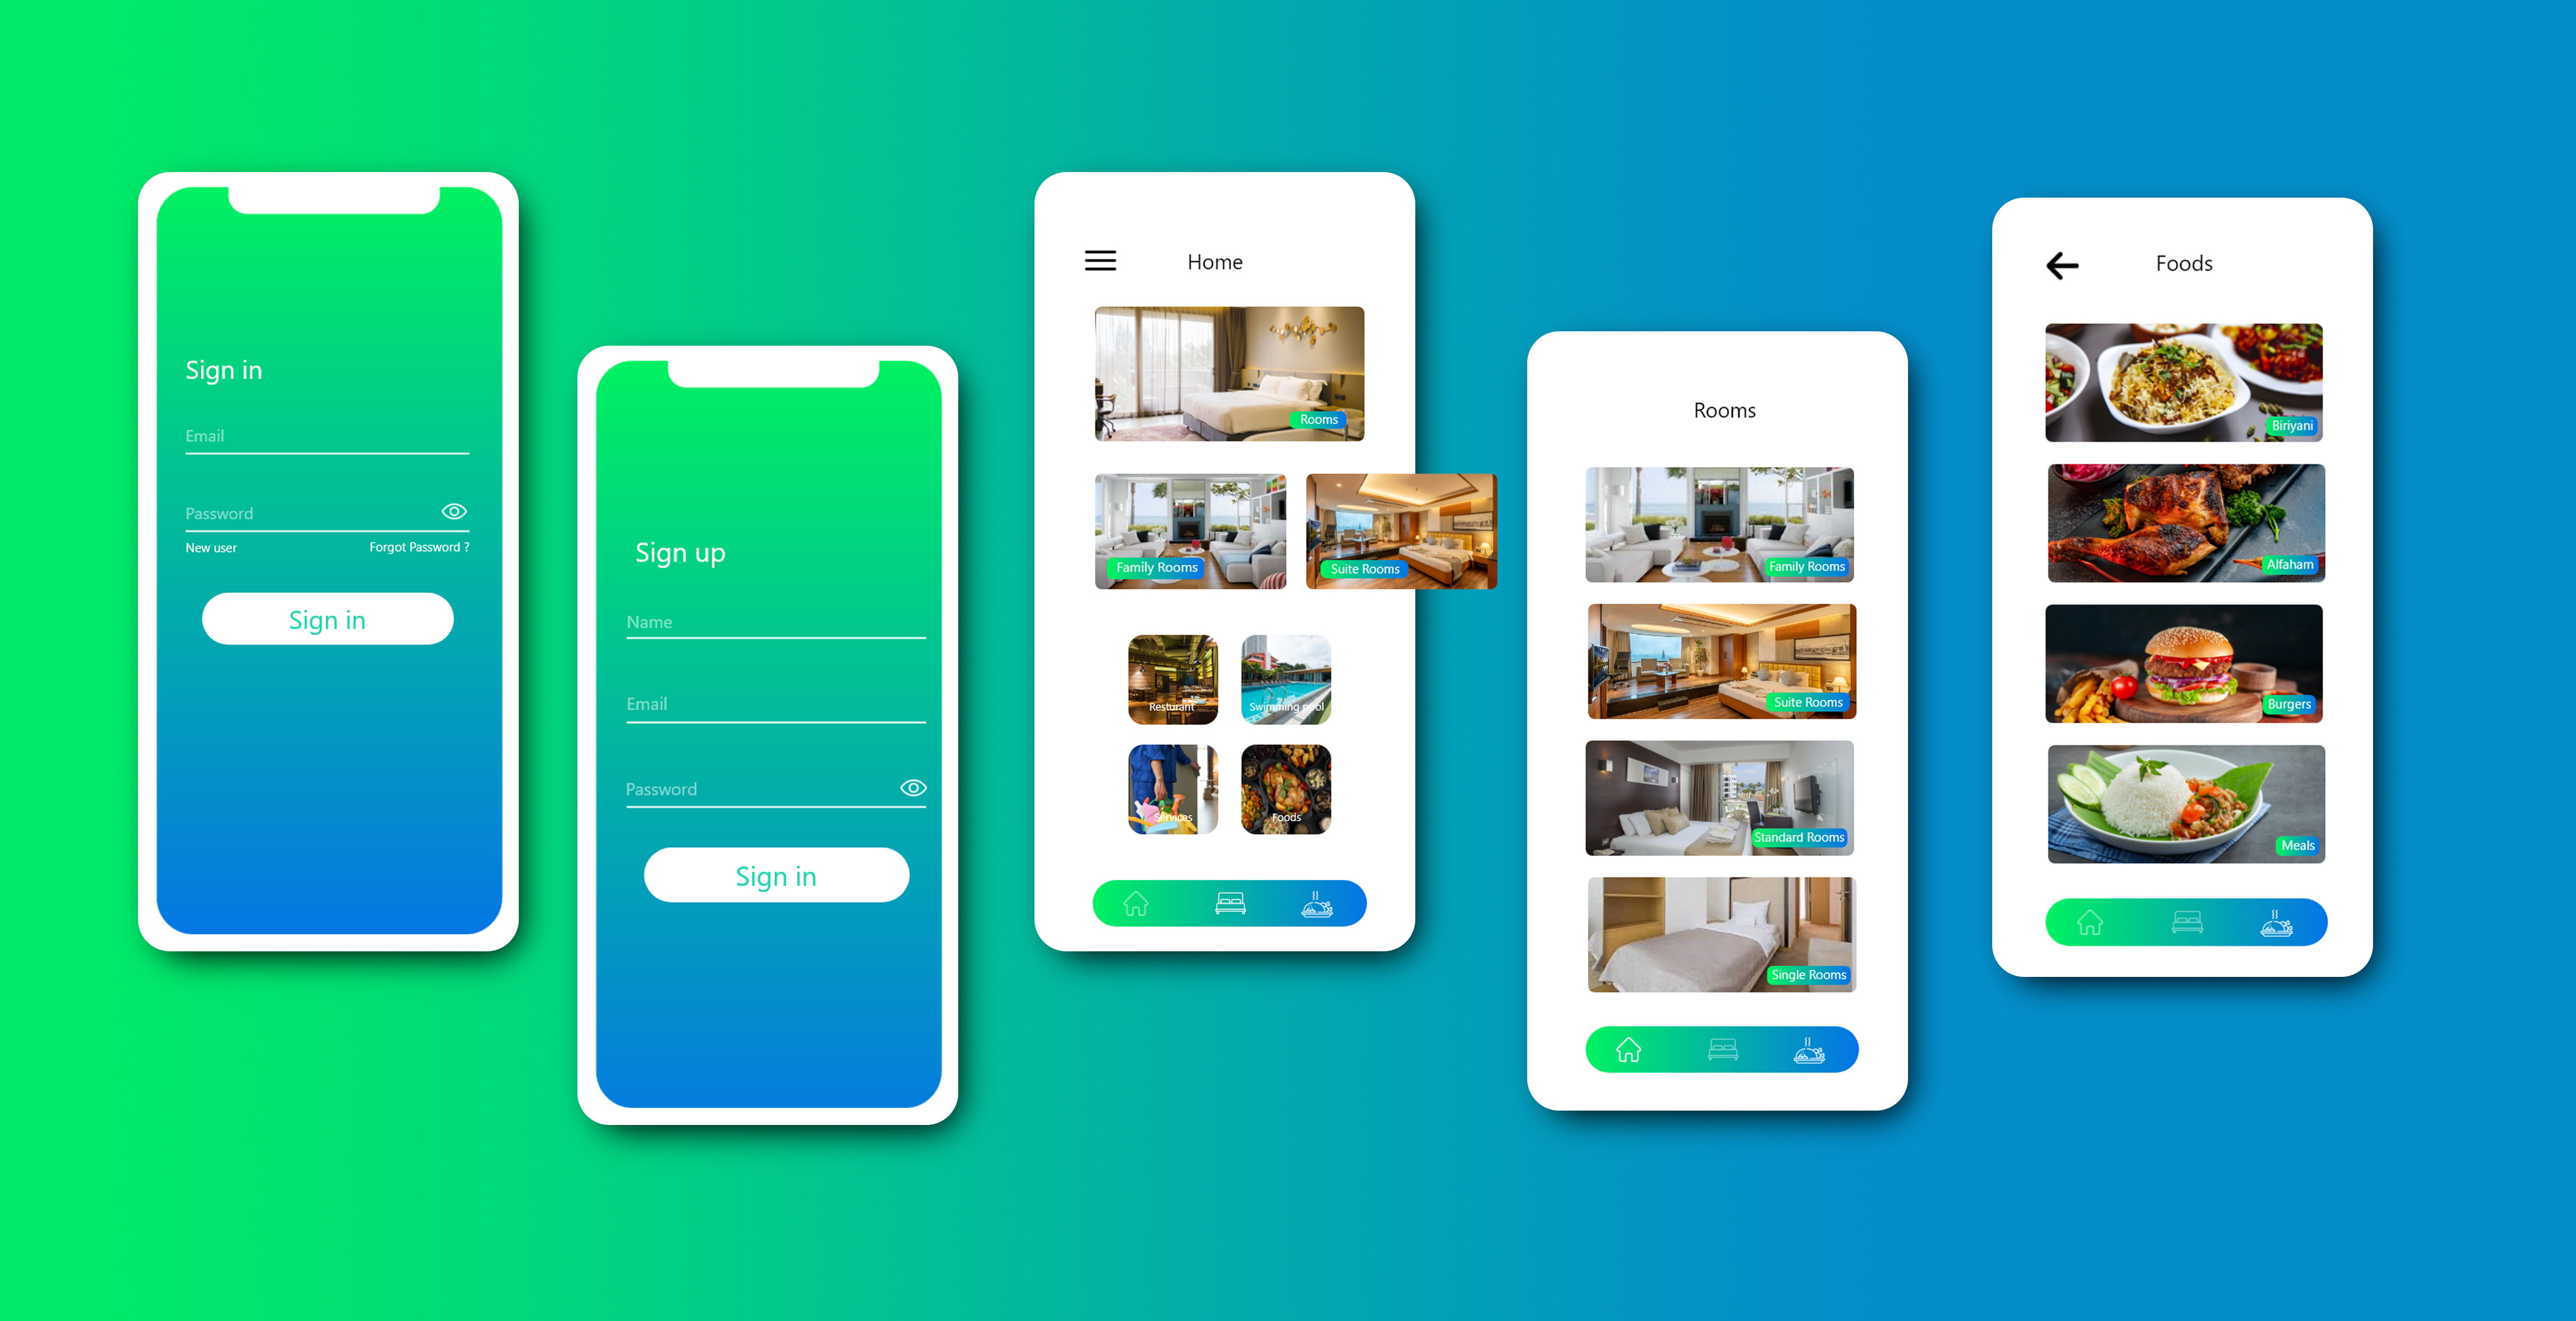 Sign in
Email
Password
New user
Forgot Password ?
Sign in
Sign up
Name
Email
Password
Sign in
Home
Rooms
Family Rooms
Suite Rooms
Resturant
Swimming pool
Services
Foods
Rooms
Family Rooms
Suite Rooms
Standard Rooms
Single Rooms
Foods
Biriyani
Alfaham
Burgers
Meals